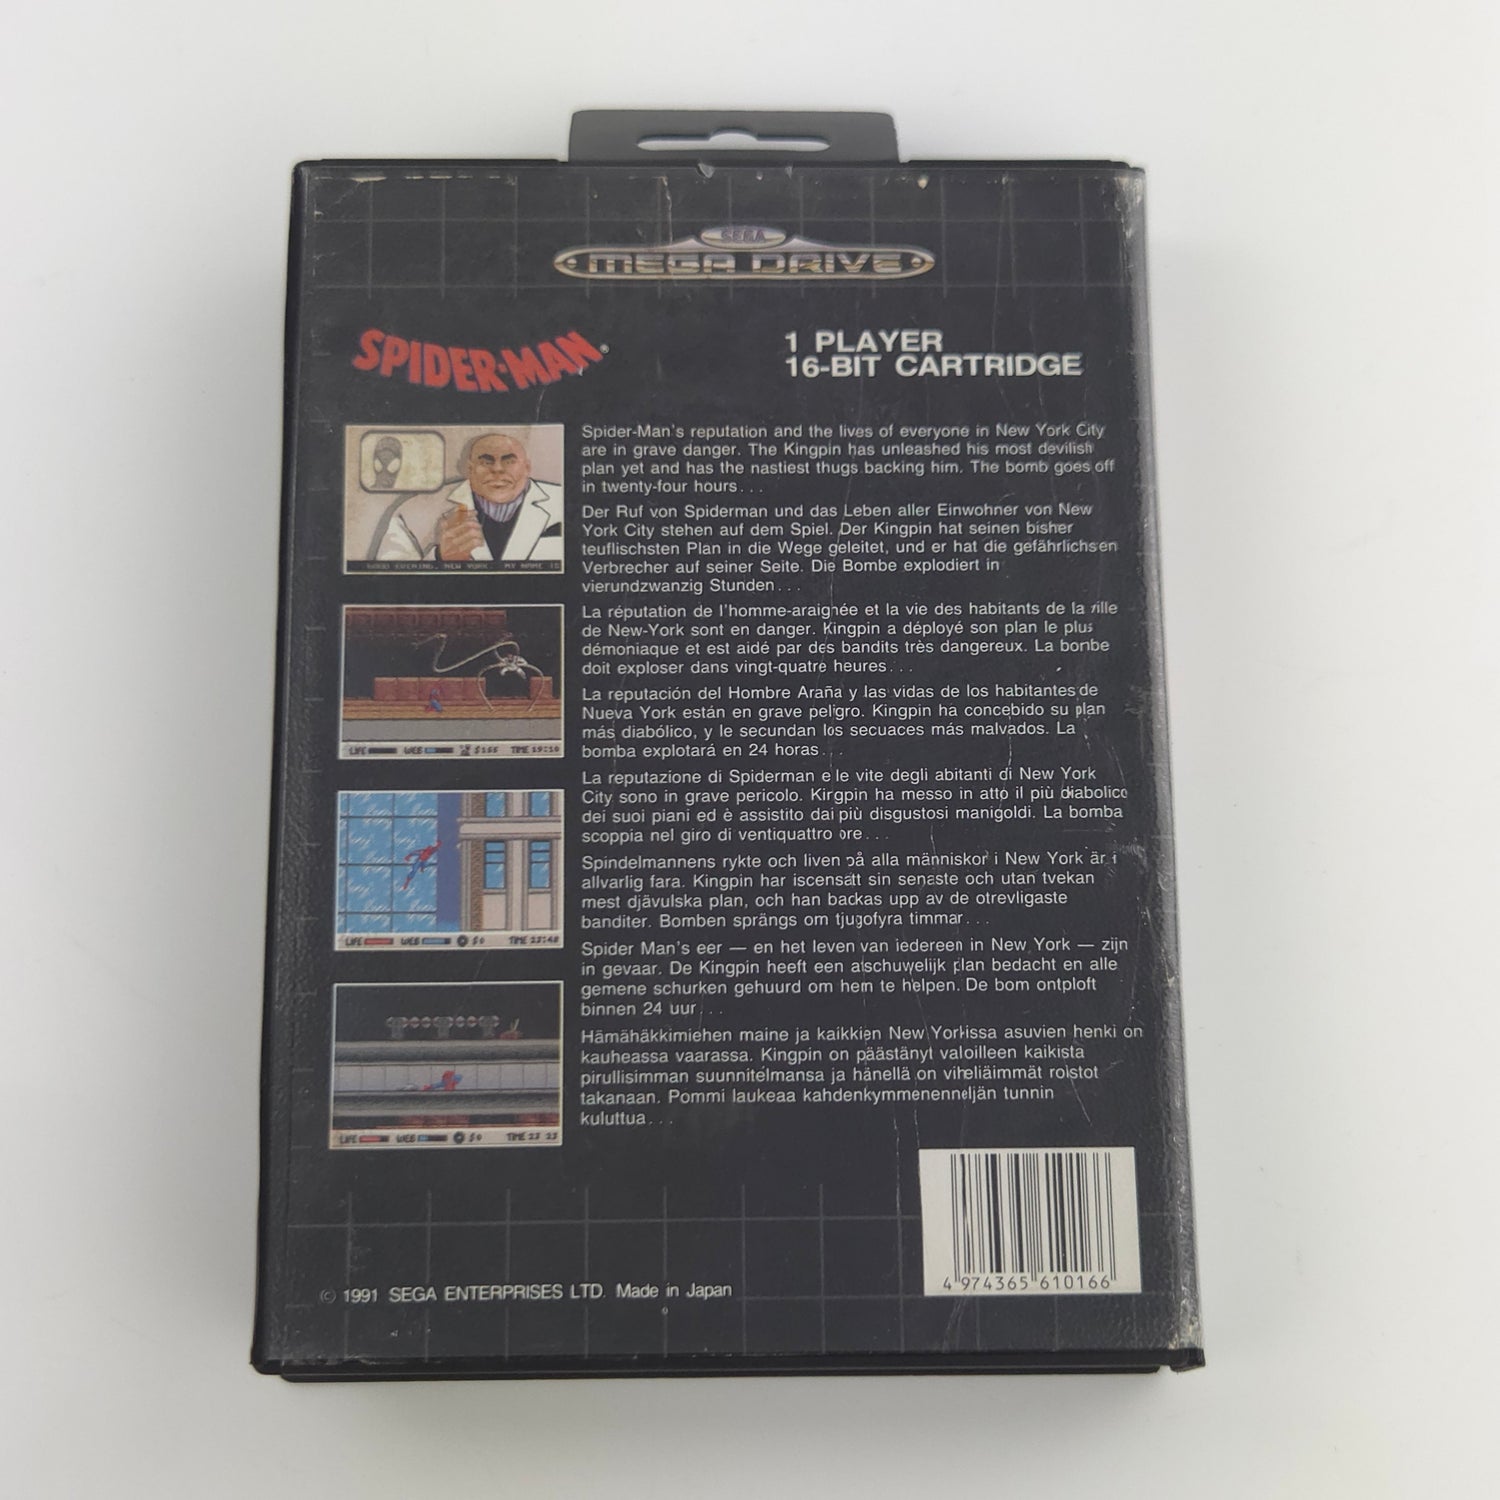 SEGA
MEGA DRIVE
SPIDER-MAN®
1 PLAYER
16-BIT CARTRIDGE
Spider-Man's reputation and the lives of everyone in New York City
are in grave danger. The Kingpin has unleashed his most devilish
plan yet and has the nastiest thugs backing him. The bomb goes off
in twenty-four hours...
Der Ruf von Spiderman und das Leben aller Einwohner von New
York City stehen auf dem Spiel. Der Kingpin hat seinen bisher
teuflischsten Plan in die Wege geleitet, und er hat die gefährlichsen
Verbrecher auf seiner Seite. Die Bombe explodiert in
vierundzwanzig Stunden...
La réputation de l'homme-araignée et la vie des habitants de la ville
de New-York sont en danger. Kingpin a déployé son plan le plus
démoniaque et est aidé par des bandits très dangereux. La bombe
doit exploser dans vingt-quatre heures...
La reputación del Hombre Araña y las vidas de los habitantes de
Nueva York están en grave peligro. Kingpin ha concebido su plan
más diabólico, y le secundan los secuaces más malvados. La
bomba explotará en 24 horas...
La reputazione di Spiderman e le vite degli abitanti di New York
City sono in grave pericolo. Kingpin ha messo in atto il più diabolico
dei suoi piani ed è assistito dai più disgustosi manigoldi. La bomba
scoppia nel giro di ventiquattro ore...
Spindelmannens rykte och liven på alla människor i New York är i
allvarlig fara. Kingpin har iscensatt sin senaste och utan tvekan
mest djävulska plan, och han backas upp av de otrevligaste
banditer. Bomben sprängs om tjugofyra timmar...
Spider Man's eer — en het leven van iedereen in New York — zijn
in gevaar. De Kingpin heeft een afschuwelijk plan bedacht en alle
gemene schurken gehuurd om hem te helpen. De bom ontploft
binnen 24 uur...
Hämähäkkimiehen maine ja kaikkien New Yorkissa asuvien henki on
kauheassa vaarassa. Kingpin on päästänyt valoilleen kaikista
pirullisimman suunnitelmansa ja hänellä on viheliäimmät roistot
takanaan. Pommi laukeaa kahdenkymmenenneljän tunnin
kuluttua...
GOOD EVENING, NEW YORK. MY NAME IS
LIFE WEB $155 TIME 19:10
LIFE WEB $0 TIME 23:48
LIFE WEB $0 TIME 23 23
4 974365 610166
© 1991 SEGA ENTERPRISES LTD. Made in Japan